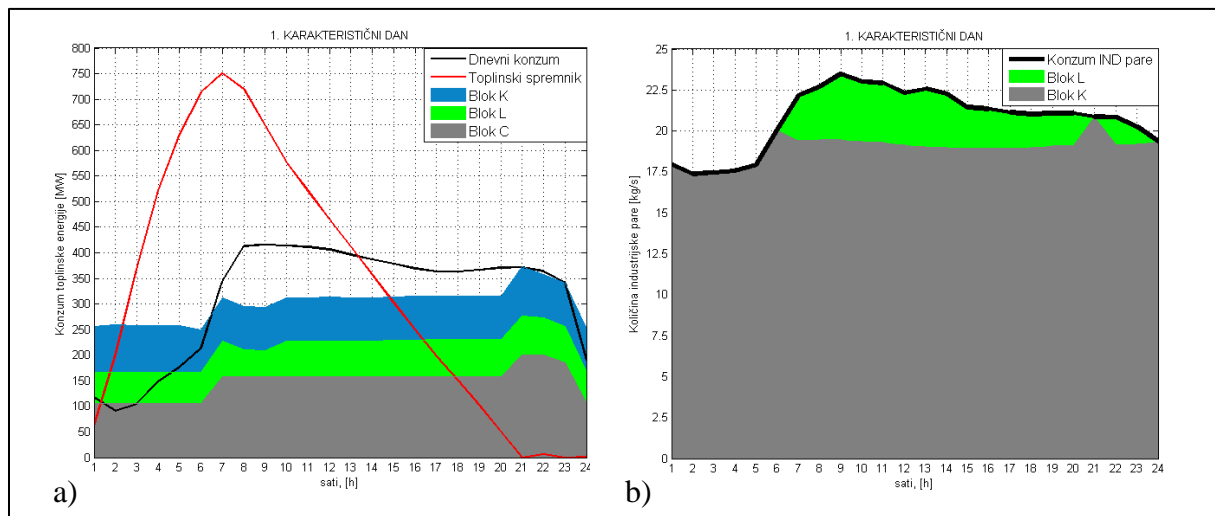 1. KARAKTERISTIČNI DAN
800
750
700
650
600
550
500
450
400
350
300
250
200
150
100
50
0
Konzum toplinske energije [MW]
Dnevni konzum
Toplinski spremnik
Blok K
Blok L
Blok C
1 2 3 4 5 6 7 8 9 10 11 12 13 14 15 16 17 18 19 20 21 22 23 24
sati, [h]
a)
1. KARAKTERISTIČNI DAN
25
22.5
20
17.5
15
12.5
10
7.5
5
2.5
0
Količina industrijske pare [kg/s]
Konzum IND pare
Blok L
Blok K
1 2 3 4 5 6 7 8 9 10 11 12 13 14 15 16 17 18 19 20 21 22 23 24
sati, [h]
b)